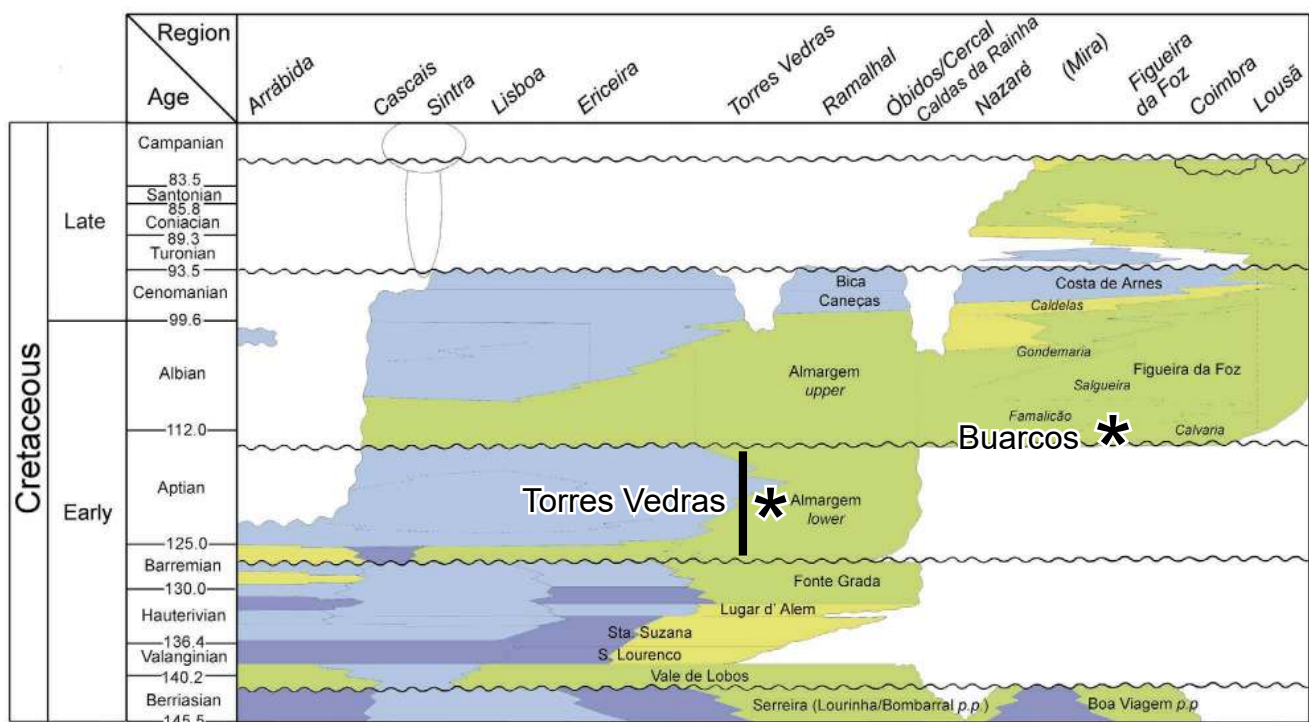 Region
Age
Arrábida
Cascais
Sintra
Lisboa
Ericeira
Torres Vedras
Ramalhal
Óbidos/Cercal
Caldas da Rainha
Nazaré
(Mira)
Figueira
da Foz
Coimbra
Lousã
Cretaceous
Late
Early
Campanian
83.5
Santonian
85.8
Coniacian
89.3
Turonian
93.5
Cenomanian
99.6
Albian
112.0
Aptian
125.0
Barremian
130.0
Hauterivian
136.4
Valanginian
140.2
Berriasian
145.5
Bica
Caneças
Costa de Arnes
Caldelas
Gondemaria
Almargem
upper
Figueira da Foz
Salgueira
Famalicão
Calvaria
Buarcos *
Torres Vedras *
Almargem
lower
Fonte Grada
Lugar d' Alem
Sta. Suzana
S. Lourenco
Vale de Lobos
Serreira (Lourinha/Bombarral p.p.)
Boa Viagem p.p